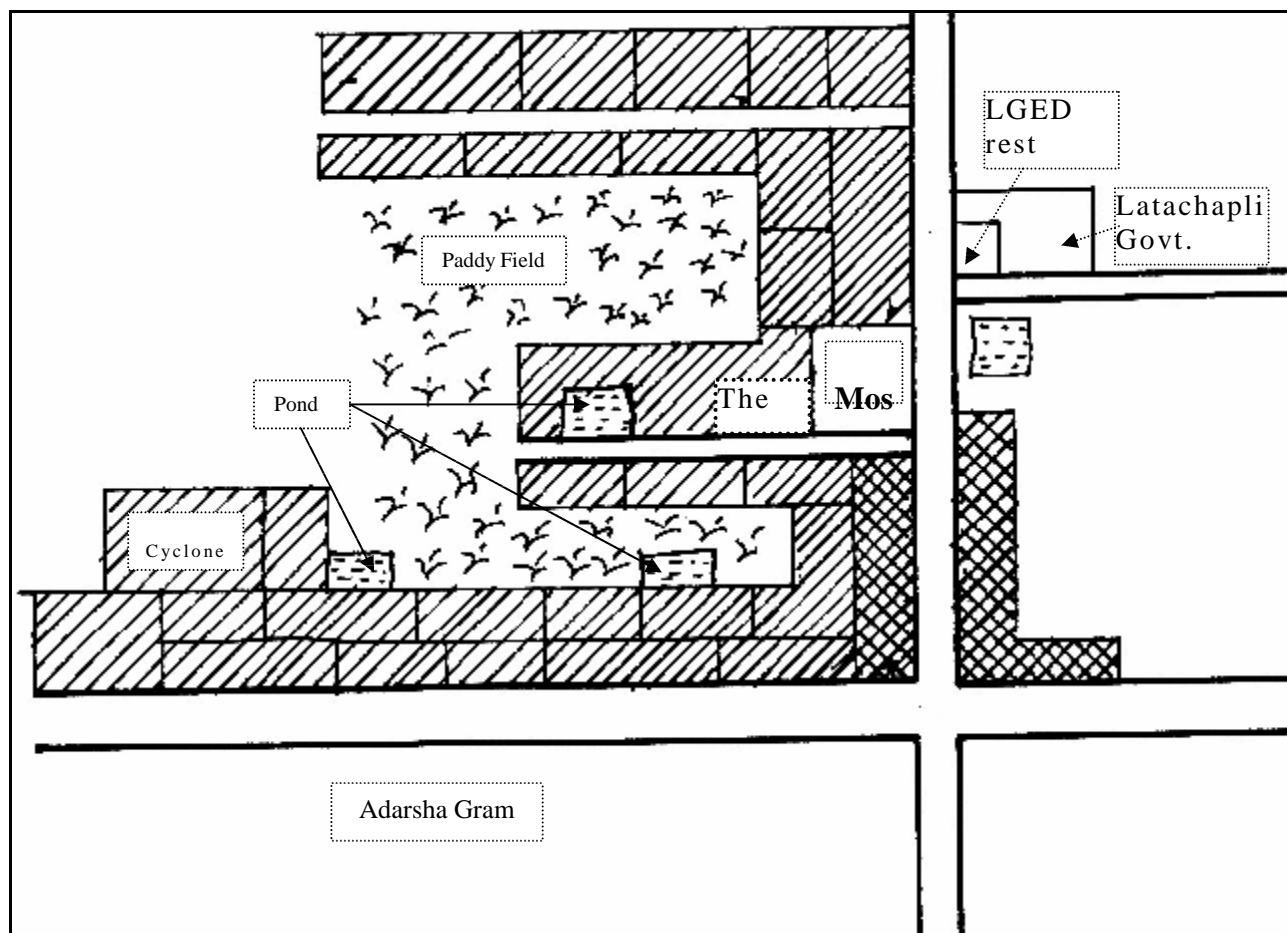 LGED
rest
Latachapli
Govt.
Paddy Field
The
Mos
Pond
Cyclone
Adarsha Gram